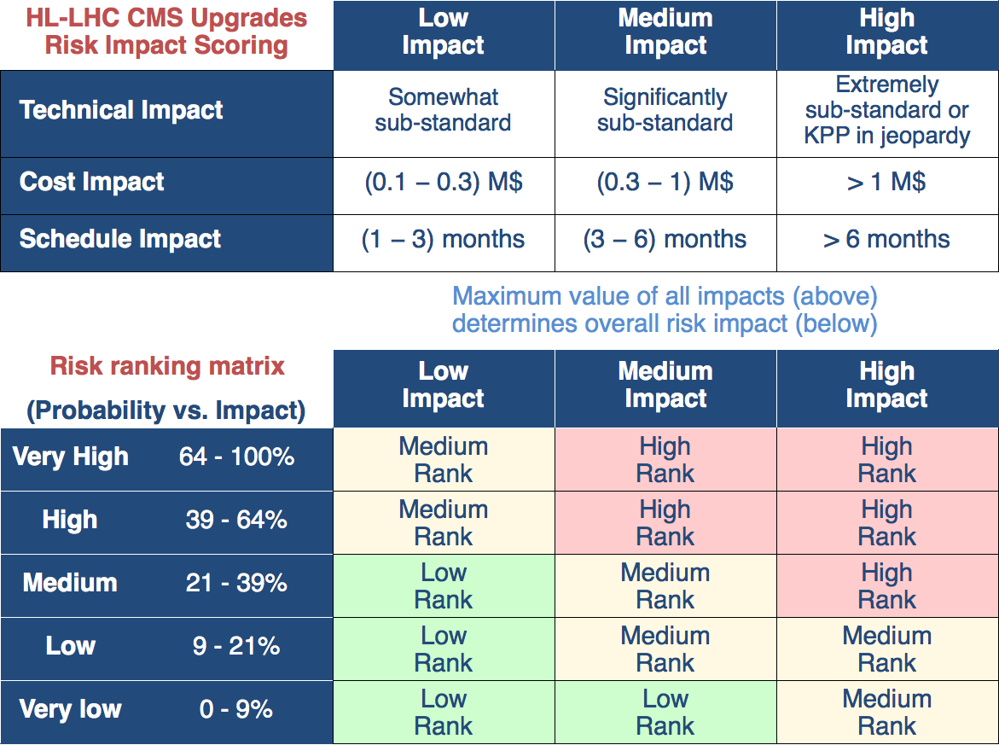 HL-LHC CMS Upgrades
Risk Impact Scoring
Low
Impact
Medium
Impact
High
Impact
Technical Impact
Somewhat
sub-standard
Significantly
sub-standard
Extremely
sub-standard or
KPP in jeopardy
Cost Impact
(0.1 – 0.3) M$
(0.3 – 1) M$
> 1 M$
Schedule Impact
(1 – 3) months
(3 – 6) months
> 6 months
Maximum value of all impacts (above)
determines overall risk impact (below)
Risk ranking matrix
(Probability vs. Impact)
Low
Impact
Medium
Impact
High
Impact
Very High 64 - 100%
Medium
Rank
High
Rank
High
Rank
High 39 - 64%
Medium
Rank
High
Rank
High
Rank
Medium 21 - 39%
Low
Rank
Medium
Rank
High
Rank
Low 9 - 21%
Low
Rank
Medium
Rank
Medium
Rank
Very low 0 - 9%
Low
Rank
Low
Rank
Medium
Rank